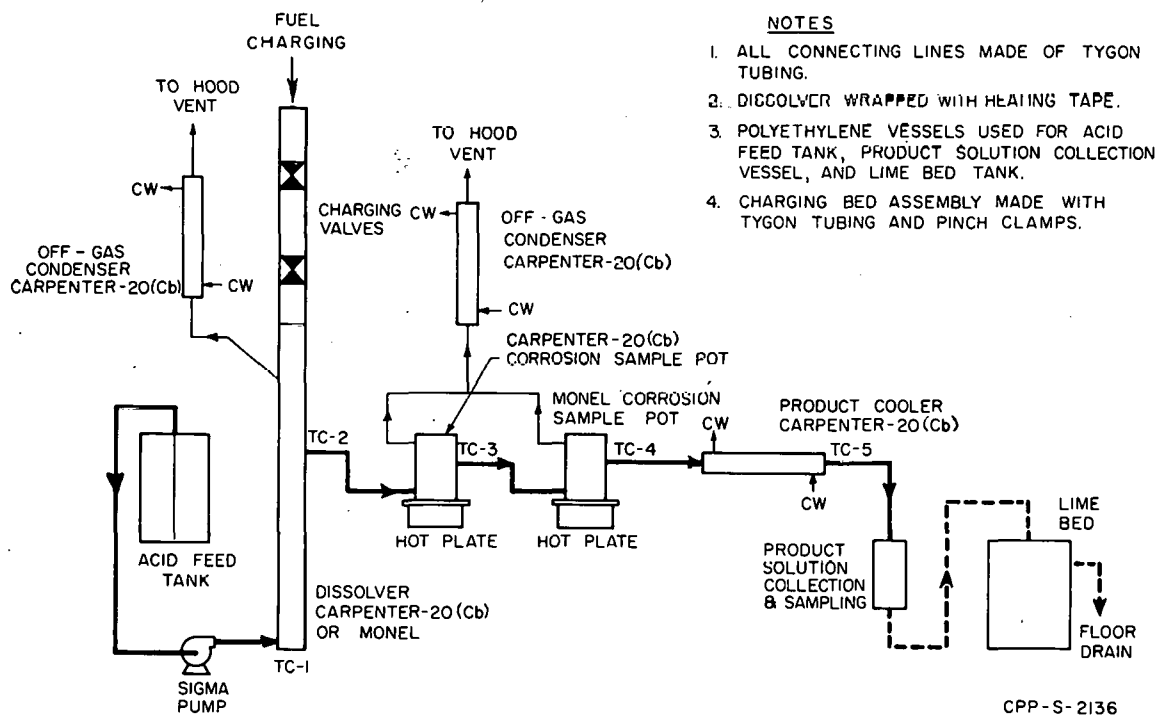 FUEL
CHARGING
TO HOOD
VENT
CW
OFF-GAS
CONDENSER
CARPENTER-20(Cb)
CW
CHARGING
VALVES
TO HOOD
VENT
CW
OFF-GAS
CONDENSER
CARPENTER-20(Cb)
CW
NOTES
1. ALL CONNECTING LINES MADE OF TYGON
TUBING.
2. DISSOLVER WRAPPED WITH HEATING TAPE.
3. POLYETHYLENE VESSELS USED FOR ACID
FEED TANK, PRODUCT SOLUTION COLLECTION
VESSEL, AND LIME BED TANK.
4. CHARGING BED ASSEMBLY MADE WITH
TYGON TUBING AND PINCH CLAMPS.
CARPENTER-20(Cb)
CORROSION SAMPLE POT
MONEL CORROSION
SAMPLE POT
PRODUCT COOLER
CARPENTER-20(Cb)
CW
TC-2
TC-3
TC-4
TC-5
CW
ACID FEED
TANK
HOT PLATE
HOT PLATE
DISSOLVER
CARPENTER-20(Cb)
OR MONEL
TC-1
SIGMA
PUMP
PRODUCT
SOLUTION
COLLECTION
& SAMPLING
LIME
BED
FLOOR
DRAIN
CPP-S-2136